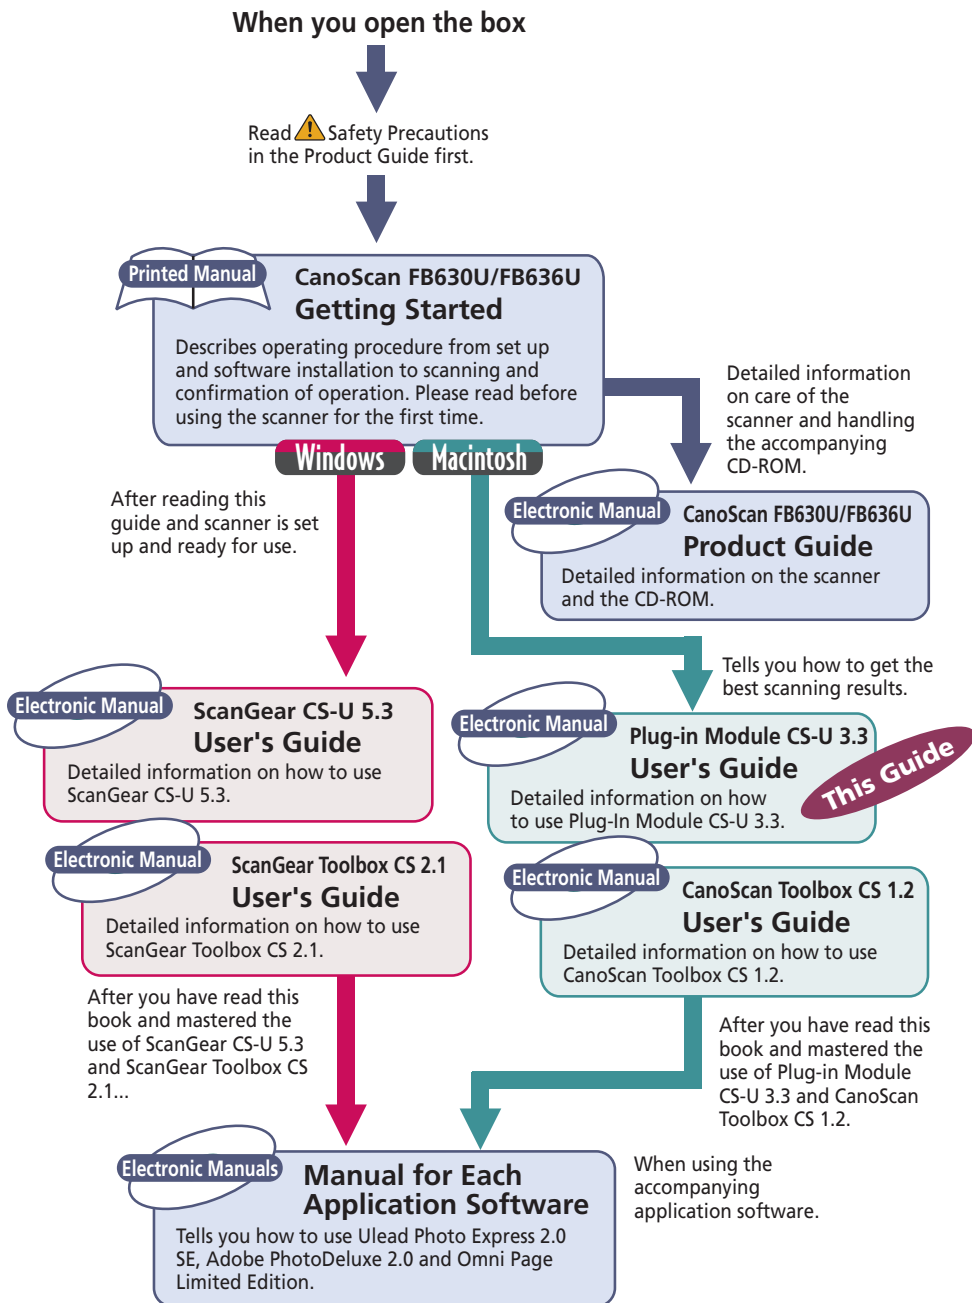 When you open the box
Read
Safety Precautions
in the Product Guide first.
Printed Manual
CanoScan FB630U/FB636U
Getting Started
Describes operating procedure from set up
and software installation to scanning and
confirmation of operation. Please read before
using the scanner for the first time.
Windows
Macintosh
Detailed information
on care of the
scanner and handling
the accompanying
CD-ROM.
After reading this
guide and scanner is set
up and ready for use.
Electronic Manual
CanoScan FB630U/FB636U
Product Guide
Detailed information on the scanner
and the CD-ROM.
Tells you how to get the
best scanning results.
Electronic Manual
ScanGear CS-U 5.3
User's Guide
Detailed information on how to use
ScanGear CS-U 5.3.
Electronic Manual
Plug-in Module CS-U 3.3
User's Guide
Detailed information on how
to use Plug-In Module CS-U 3.3.
This Guide
Electronic Manual
ScanGear Toolbox CS 2.1
User's Guide
Detailed information on how to use
ScanGear Toolbox CS 2.1.
Electronic Manual
CanoScan Toolbox CS 1.2
User's Guide
Detailed information on how to use
CanoScan Toolbox CS 1.2.
After you have read this
book and mastered the
use of ScanGear CS-U 5.3
and ScanGear Toolbox CS
2.1...
After you have read this
book and mastered the
use of Plug-in Module
CS-U 3.3 and CanoScan
Toolbox CS 1.2.
Electronic Manuals
Manual for Each
Application Software
Tells you how to use Ulead Photo Express 2.0
SE, Adobe PhotoDeluxe 2.0 and Omni Page
Limited Edition.
When using the
accompanying
application software.